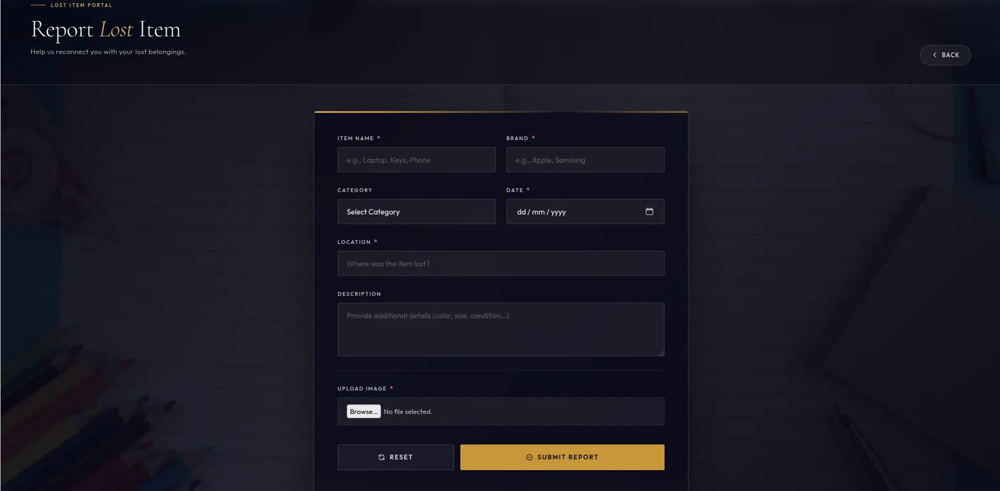 LOST ITEM PORTAL
Report Lost Item
Help us reconnect you with your lost belongings.
BACK
ITEM NAME *
BRAND *
e.g., Laptop, Keys, Phone
e.g., Apple, Samsung
CATEGORY
DATE *
Select Category
dd / mm / yyyy
LOCATION *
Where was the item lost?
DESCRIPTION
Provide additional details (color, size, condition...)
UPLOAD IMAGE *
Browse... No file selected.
RESET
SUBMIT REPORT